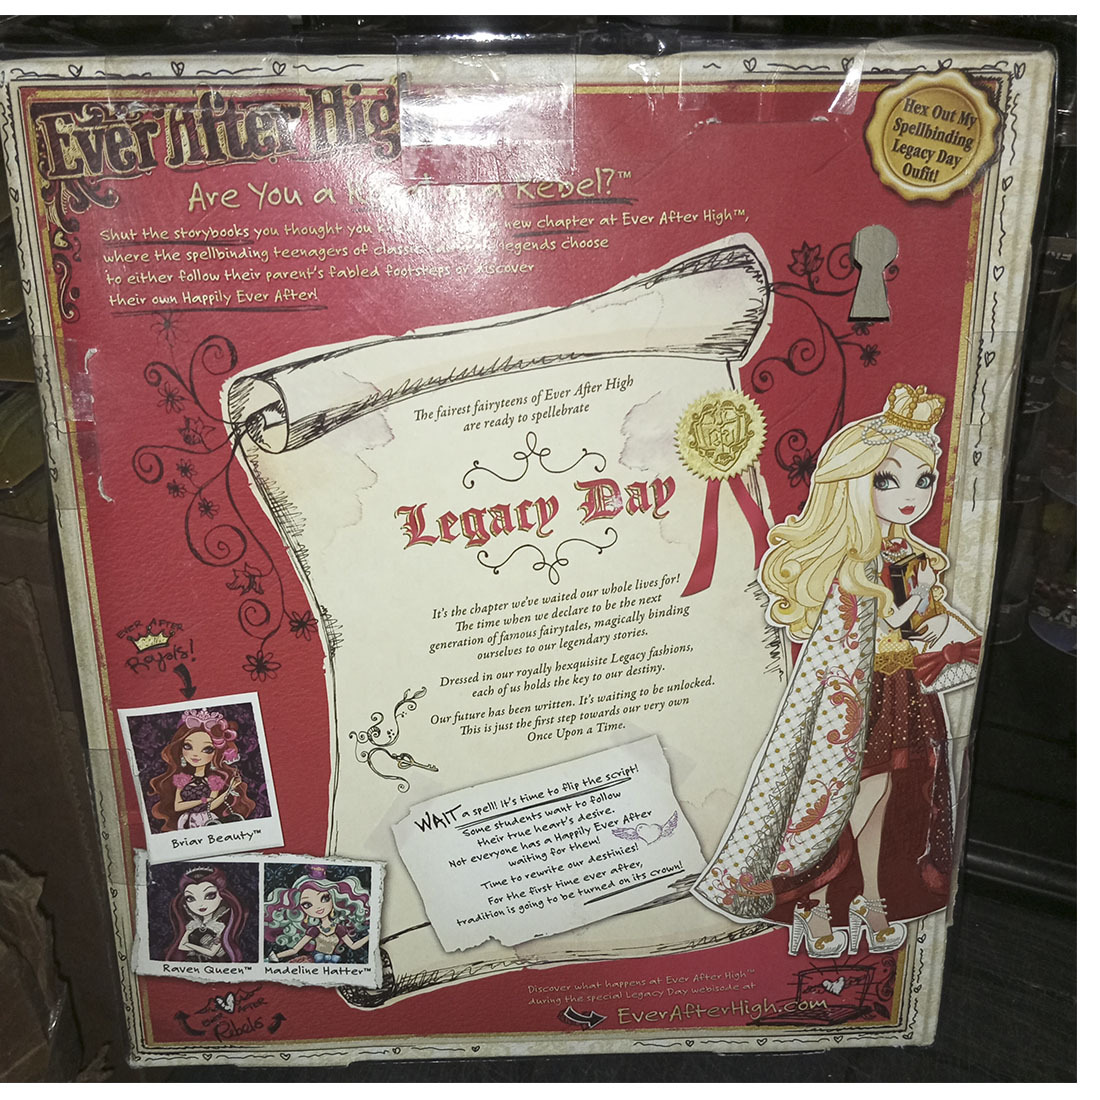 Ever After Hig
Hex Out My
Spellbinding
Legacy Day
Oufit!
Are You a Rebel?™
Shut the storybooks you thought you new chapter at Ever After High™,
where the spellbinding teenagers of legends choose
to either follow their parent's fabled footsteps or discover
their own Happily Ever After!
The fairest fairyteens of Ever After High
are ready to spellebrate
Legacy Day
It's the chapter we've waited our whole lives for!
The time when we declare to be the next
generation of famous fairytales, magically binding
ourselves to our legendary stories.
Dressed in our royally hexquisite Legacy fashions,
each of us holds the key to our destiny.
Our future has been written. It's waiting to be unlocked.
This is just the first step towards our very own
Once Upon a Time.
EVER AFTER
Royals!
Briar Beauty™
WAIT a spell! It's time to flip the script!
Some students want to follow
their true heart's desire.
Not everyone has a Happily Ever After
waiting for them!
Time to rewrite our destinies!
For the first time ever after,
tradition is going to be turned on its crown!
Raven Queen™ Madeline Hatter™
EVER AFTER
Rebels
Discover what happens at Ever After High™
during the special Legacy Day webisode at
EverAfterHigh.com